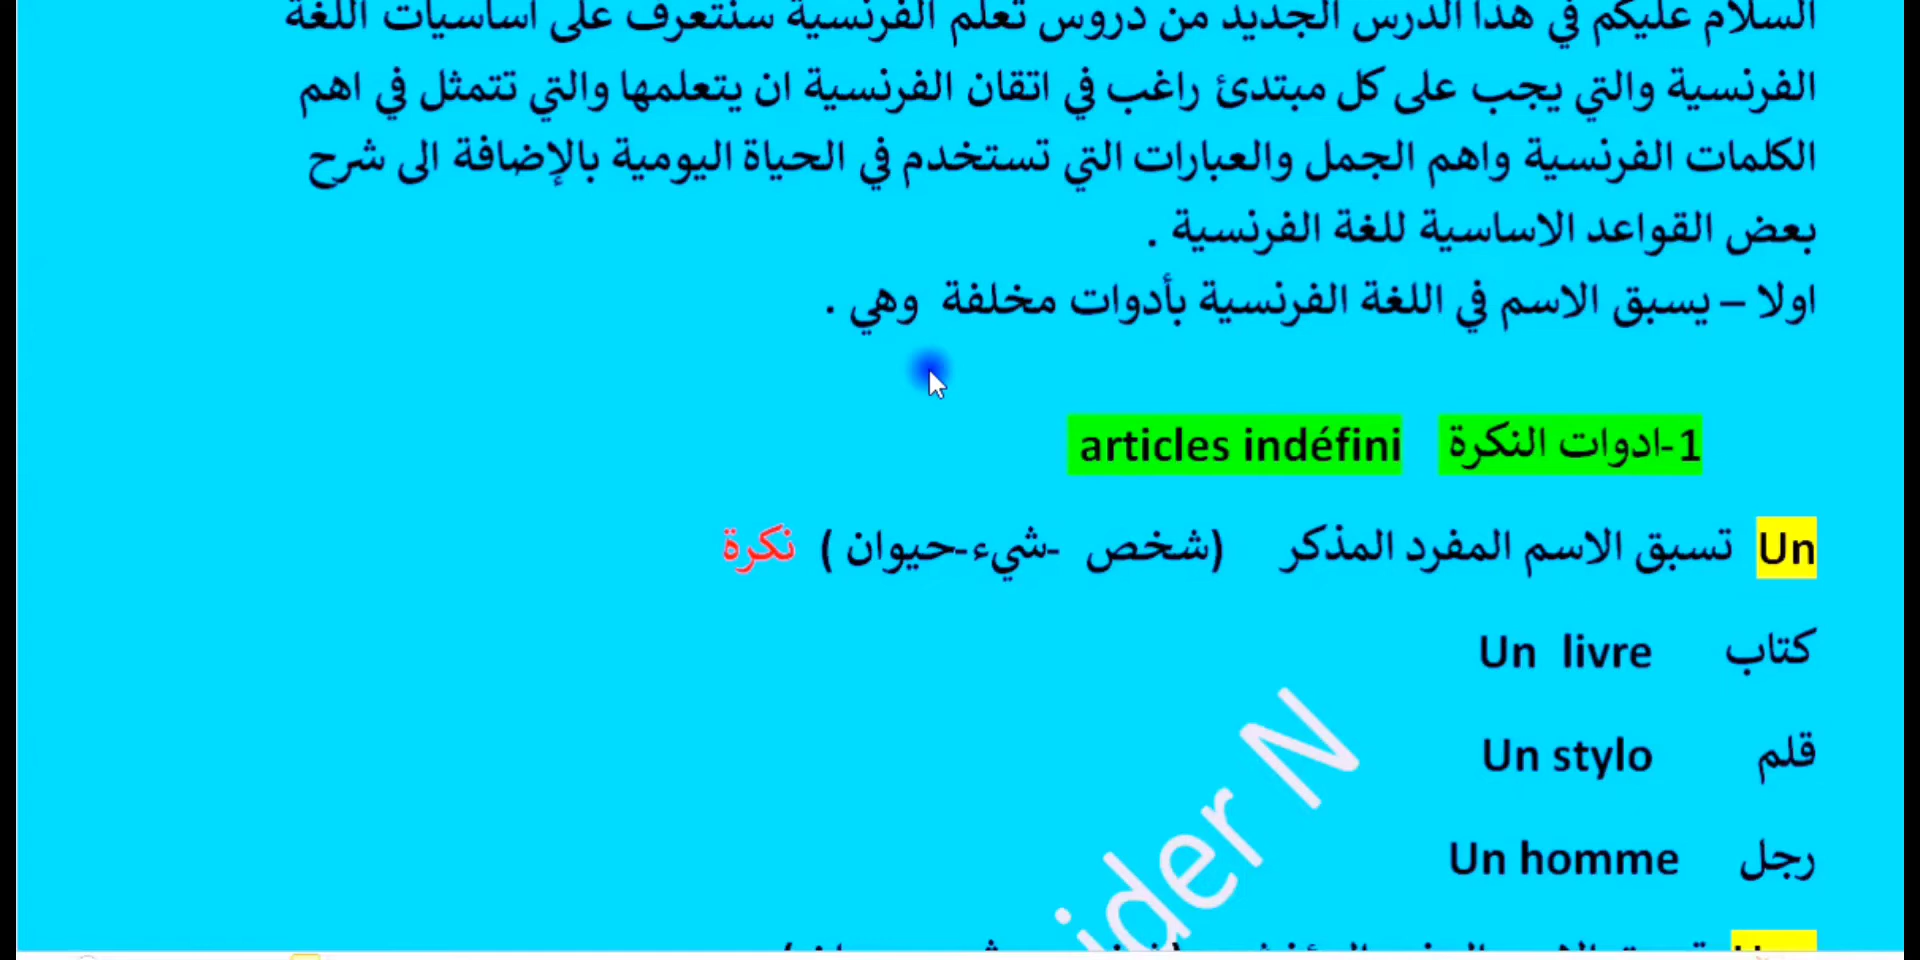 السلام عليكم في هذا الدرس الجديد من دروس تعلم الفرنسية سنتعرف على اساسيات اللغة
الفرنسية والتي يجب على كل مبتدئ راغب في اتقان الفرنسية ان يتعلمها والتي تتمثل في اهم
الكلمات الفرنسية واهم الجمل والعبارات التي تستخدم في الحياة اليومية بالإضافة الى شرح
بعض القواعد الاساسية للغة الفرنسية .
اولا – يسبق الاسم في اللغة الفرنسية بأدوات مخلفة وهي .
1-ادوات النكرة articles indéfini
Un تسبق الاسم المفرد المذكر (شخص -شيء-حيوان ) نكرة
كتاب Un livre
قلم Un stylo
رجل Un homme
ider N